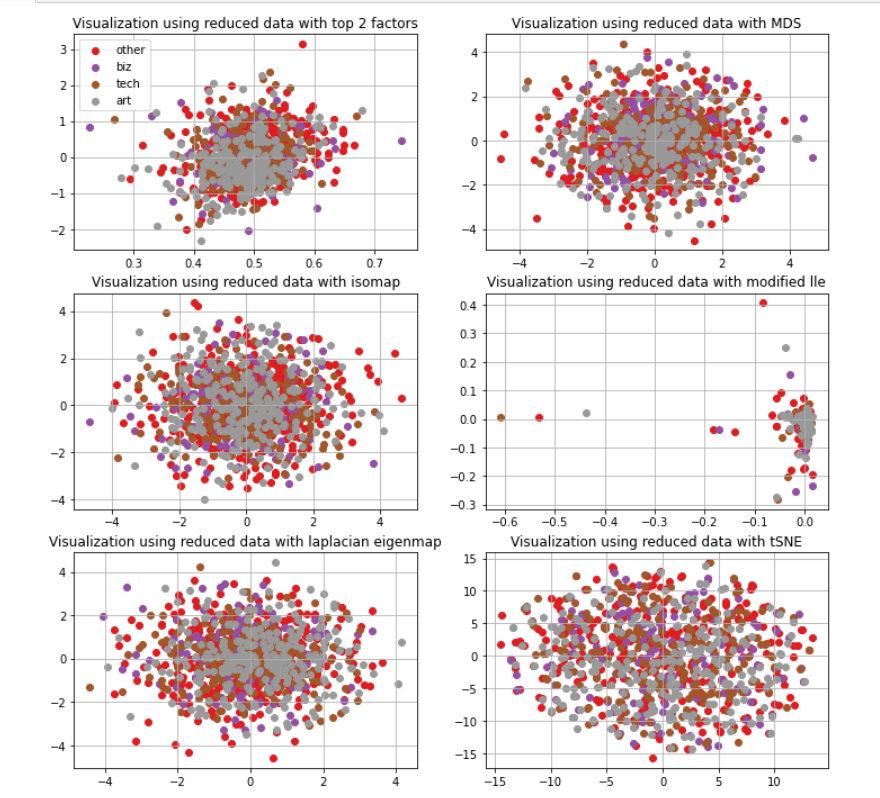 Visualization using reduced data with top 2 factors
3
2
1
0
−1
−2
0.3 0.4 0.5 0.6 0.7
other
biz
tech
art
Visualization using reduced data with MDS
4
2
0
−2
−4
−4 −2 0 2 4
Visualization using reduced data with isomap
4
2
0
−2
−4
−4 −2 0 2 4
Visualization using reduced data with modified lle
0.4
0.3
0.2
0.1
0.0
−0.1
−0.2
−0.3
−0.6 −0.5 −0.4 −0.3 −0.2 −0.1 0.0
Visualization using reduced data with laplacian eigenmap
4
2
0
−2
−4
−4 −2 0 2 4
Visualization using reduced data with tSNE
15
10
5
0
−5
−10
−15
−15 −10 −5 0 5 10